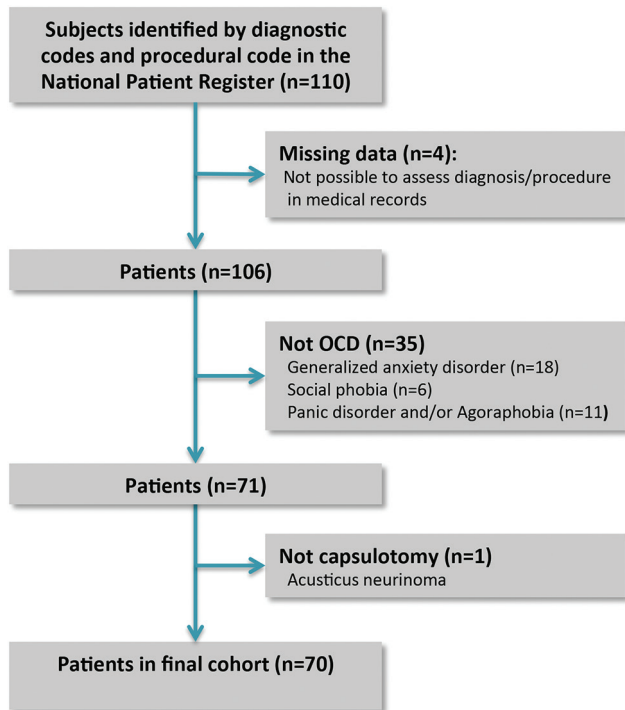 Subjects identified by diagnostic
codes and procedural code in the
National Patient Register (n=110)
Missing data (n=4):
Not possible to assess diagnosis/procedure
in medical records
Patients (n=106)
Not OCD (n=35)
Generalized anxiety disorder (n=18)
Social phobia (n=6)
Panic disorder and/or Agoraphobia (n=11)
Patients (n=71)
Not capsulotomy (n=1)
Acusticus neurinoma
Patients in final cohort (n=70)